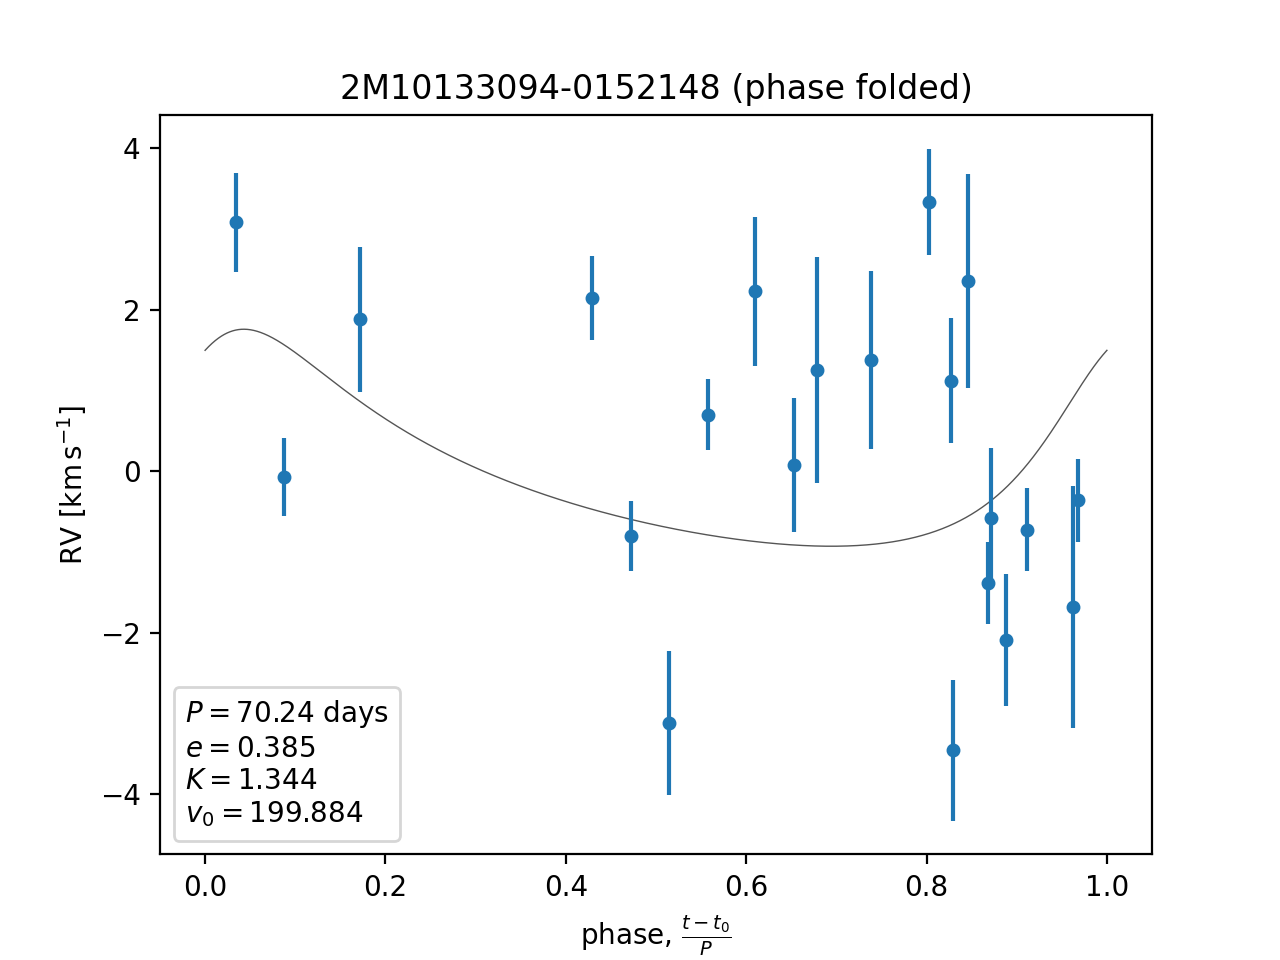 2M10133094-0152148 (phase folded)
4
2
0
−2
−4
RV [km s⁻¹]
P = 70.24 days
e = 0.385
K = 1.344
v₀ = 199.884
0.0 0.2 0.4 0.6 0.8 1.0
phase, (t − t₀)/P